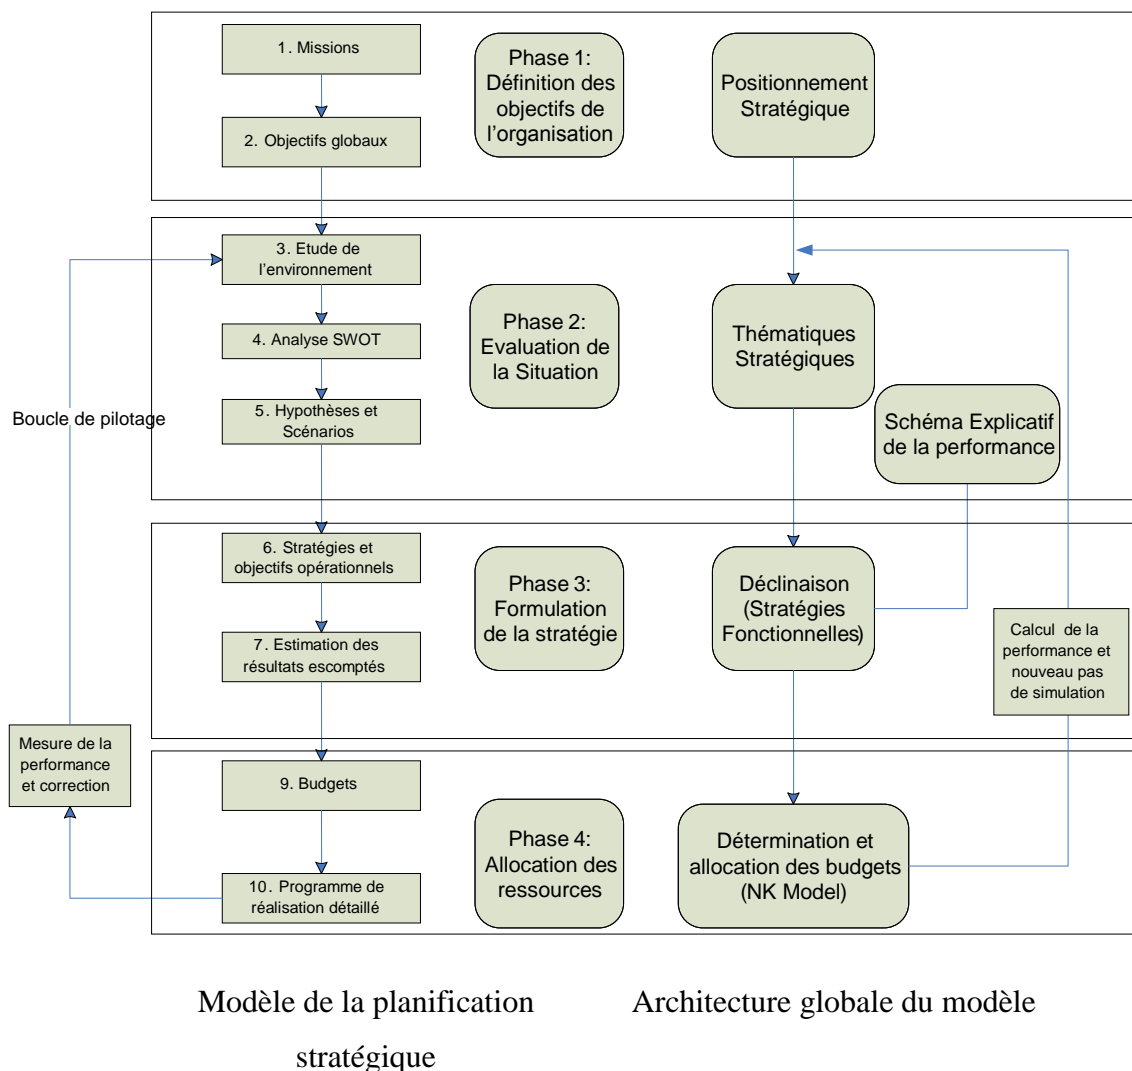 1. Missions
2. Objectifs globaux
Phase 1:
Définition des
objectifs de
l'organisation
Positionnement
Stratégique
3. Etude de
l'environnement
4. Analyse SWOT
5. Hypothèses et
Scénarios
Phase 2:
Evaluation de
la Situation
Thématiques
Stratégiques
Schéma Explicatif
de la performance
Boucle de pilotage
6. Stratégies et
objectifs opérationnels
7. Estimation des
résultats escomptés
Phase 3:
Formulation
de la stratégie
Déclinaison
(Stratégies
Fonctionnelles)
Calcul de la
performance et
nouveau pas
de simulation
Mesure de la
performance
et correction
9. Budgets
10. Programme de
réalisation détaillé
Phase 4:
Allocation des
ressources
Détermination et
allocation des budgets
(NK Model)
Modèle de la planification
stratégique
Architecture globale du modèle